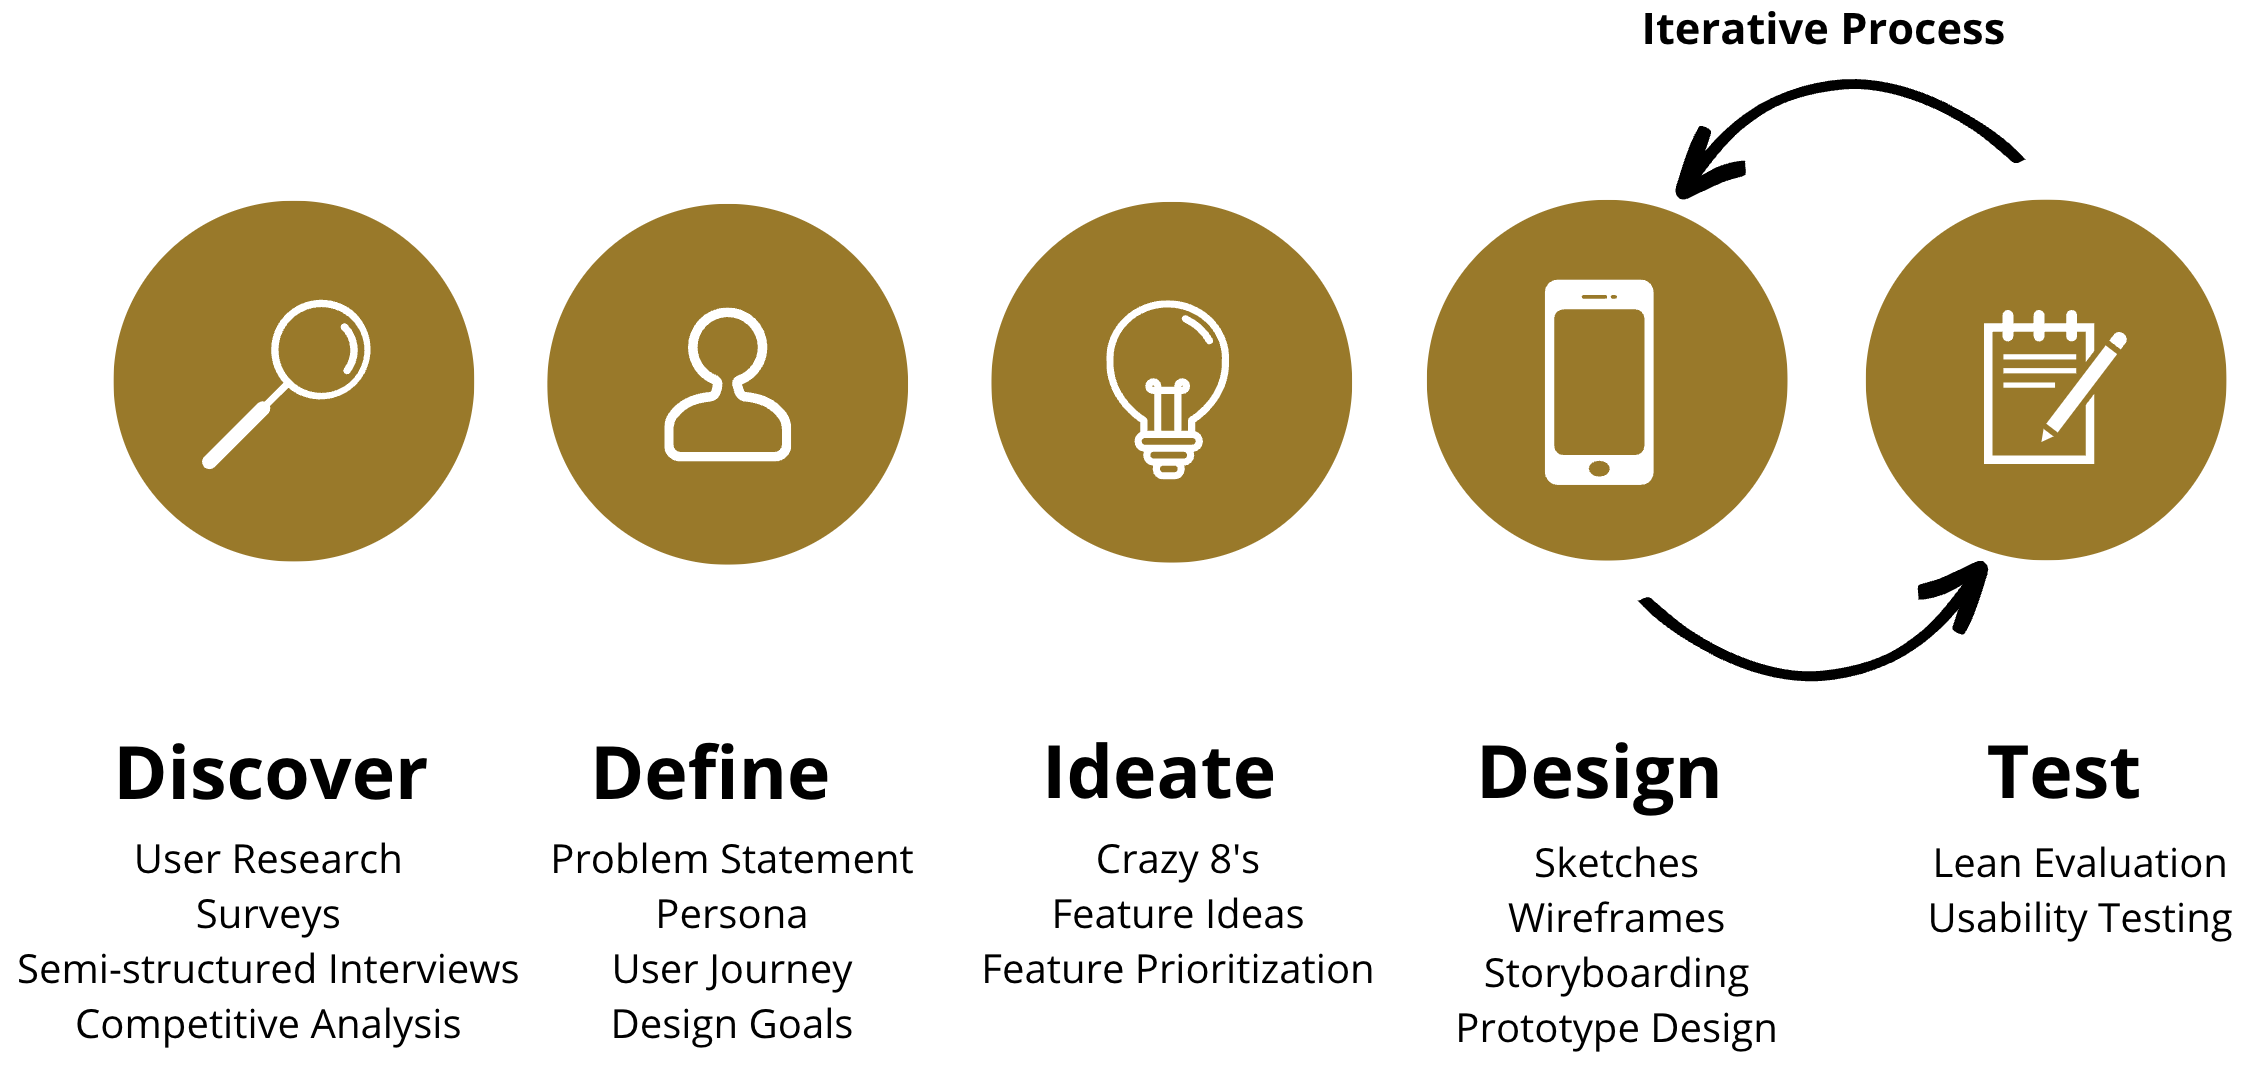 Iterative Process
Discover
User Research
Surveys
Semi-structured Interviews
Competitive Analysis
Define
Problem Statement
Persona
User Journey
Design Goals
Ideate
Crazy 8's
Feature Ideas
Feature Prioritization
Design
Sketches
Wireframes
Storyboarding
Prototype Design
Test
Lean Evaluation
Usability Testing